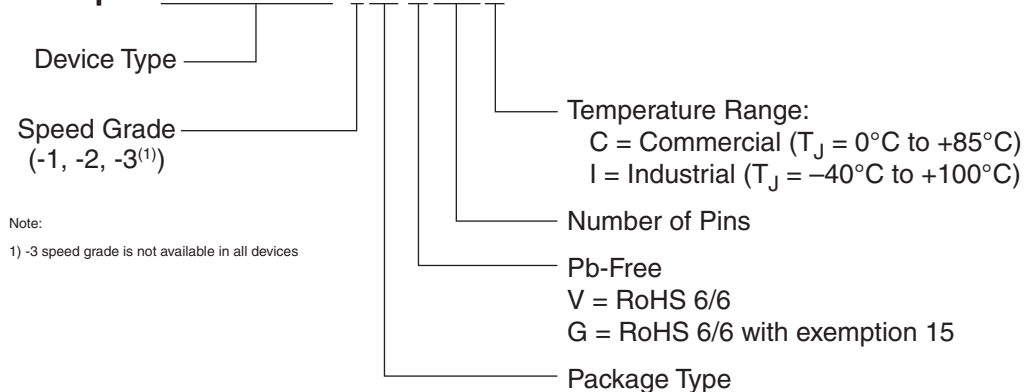 Device Type
Speed Grade
(-1, -2, -3(1))
Note:
1) -3 speed grade is not available in all devices
Temperature Range:
C = Commercial (TJ = 0°C to +85°C)
I = Industrial (TJ = –40°C to +100°C)
Number of Pins
Pb-Free
V = RoHS 6/6
G = RoHS 6/6 with exemption 15
Package Type